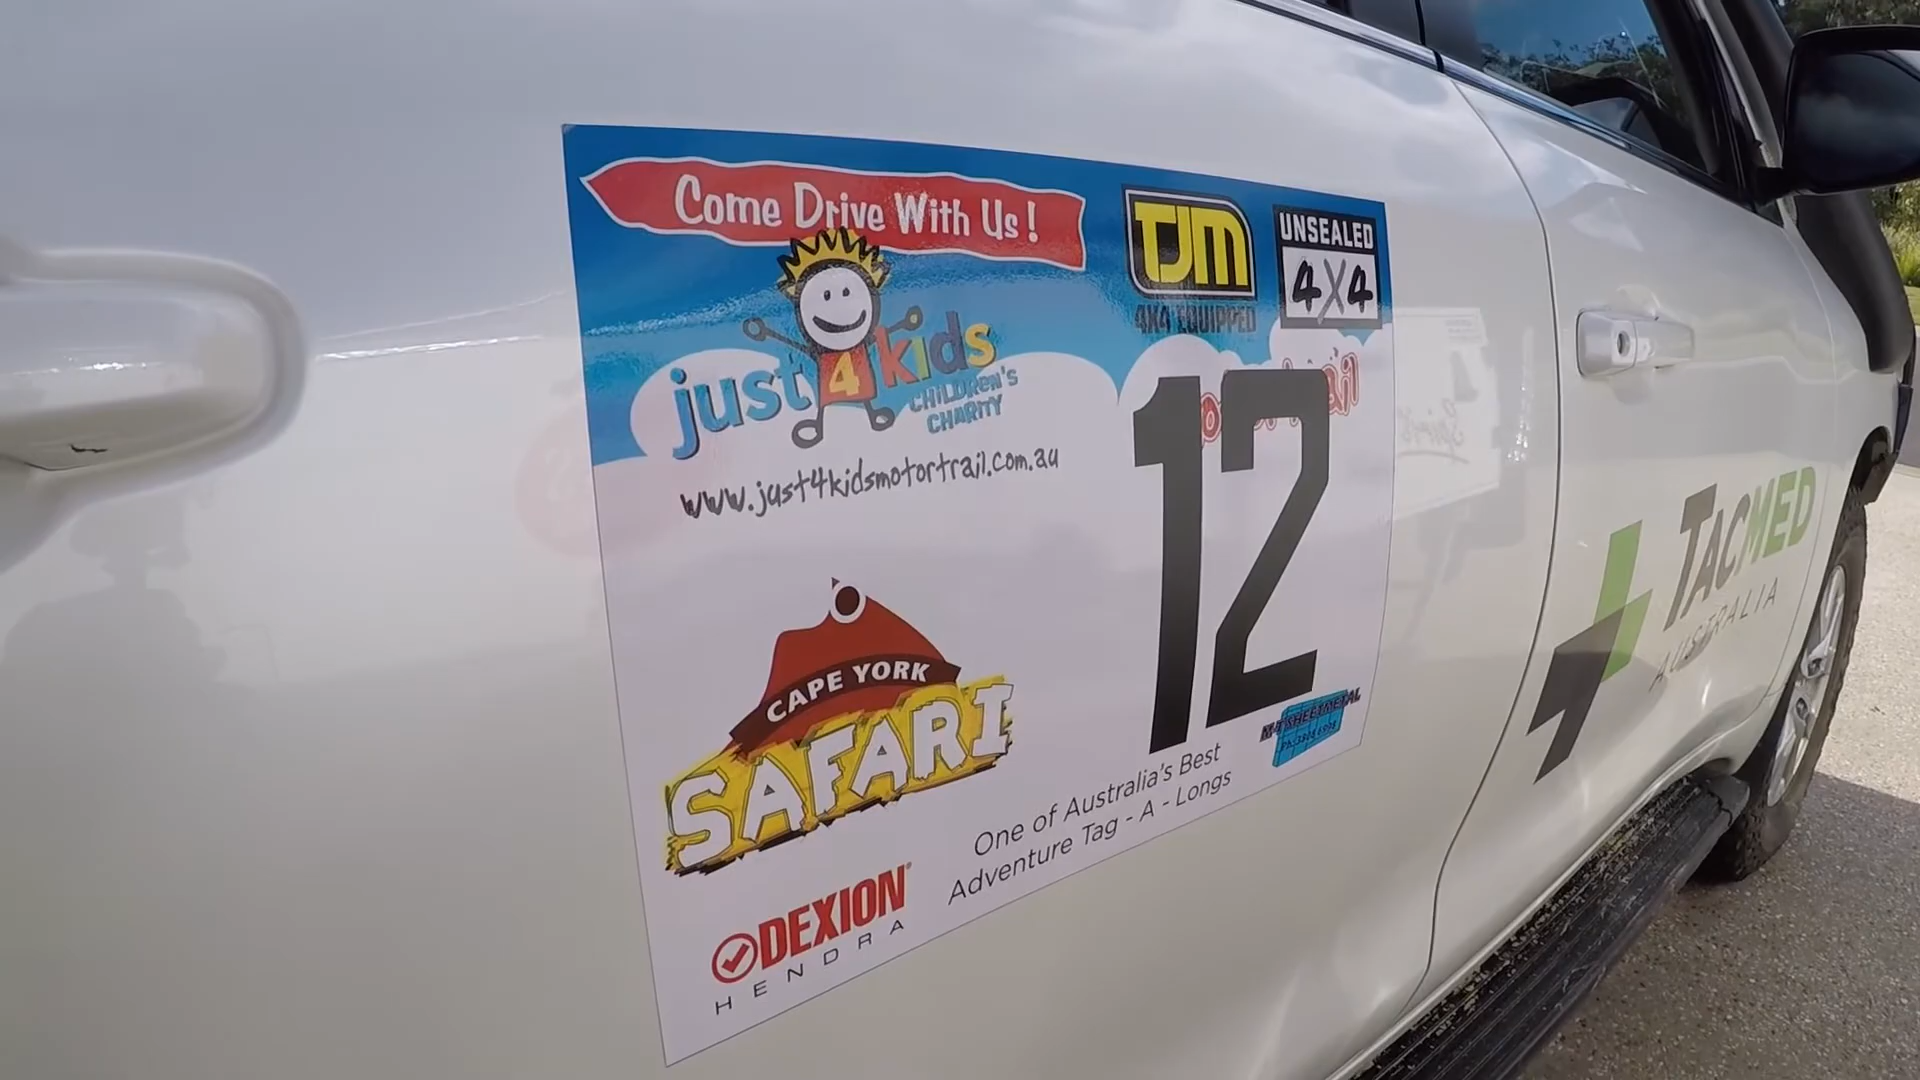 Come Drive With Us!
TJM
4X4 EQUIPPED
UNSEALED
4X4
just 4 kids
CHILDREN'S
CHARITY
www.just4kidsmotortrail.com.au
12
CAPE YORK
SAFARI
M-T SHEETMETAL
One of Australia's Best
Adventure Tag - A - Longs
DEXION
HENDRA
TACMED
AUSTRALIA